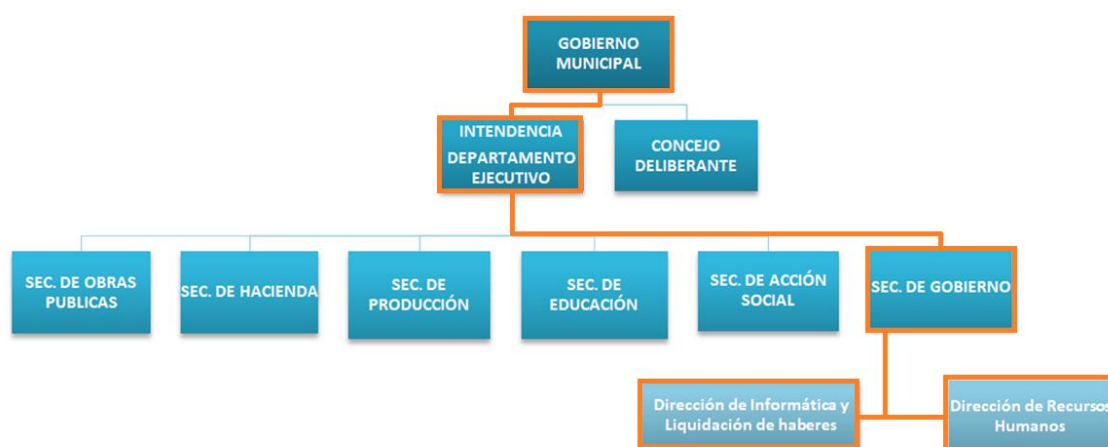 GOBIERNO
MUNICIPAL
INTENDENCIA
DEPARTAMENTO
EJECUTIVO
CONCEJO
DELIBERANTE
SEC. DE OBRAS
PUBLICAS
SEC. DE HACIENDA
SEC. DE
PRODUCCIÓN
SEC. DE
EDUCACIÓN
SEC. DE ACCIÓN
SOCIAL
SEC. DE GOBIERNO
Dirección de Informática y
Liquidación de haberes
Dirección de Recursos
Humanos